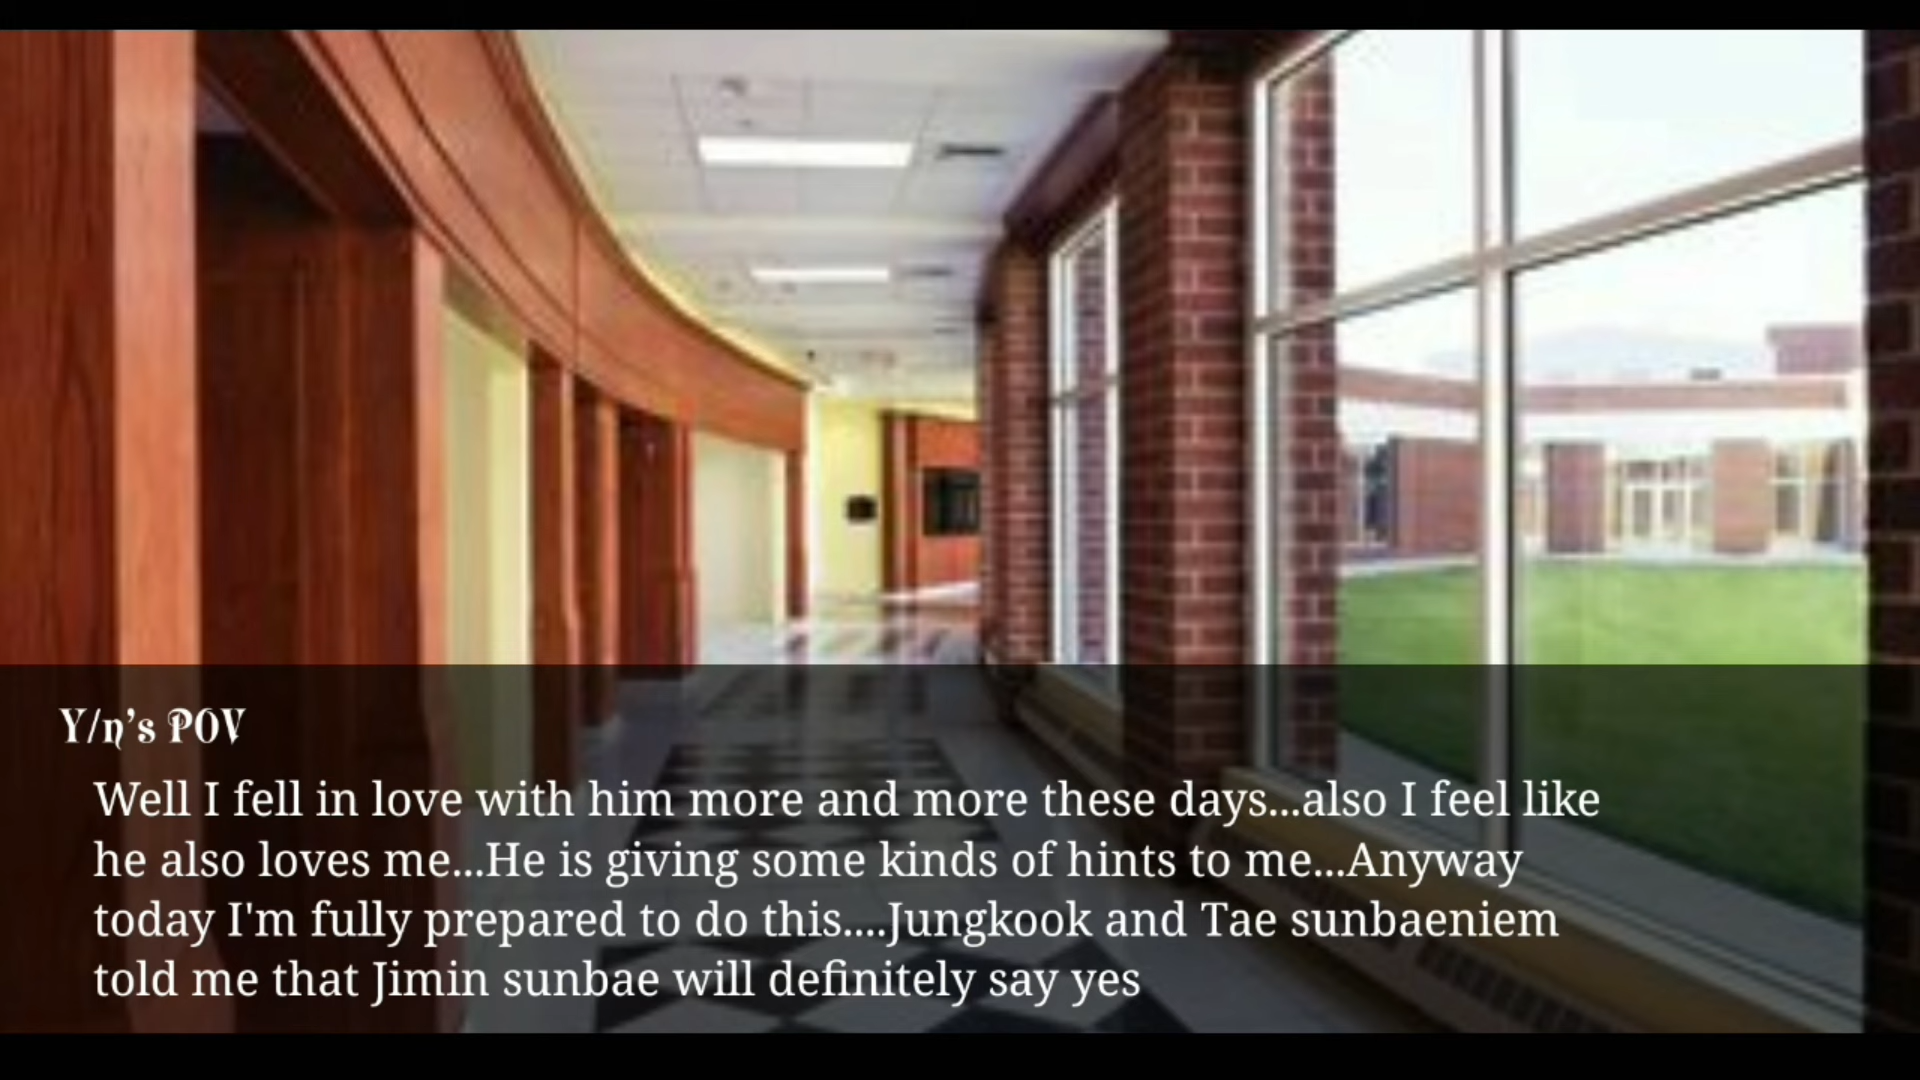 Y/n's POV
Well I fell in love with him more and more these days...also I feel like
he also loves me...He is giving some kinds of hints to me...Anyway
today I'm fully prepared to do this....Jungkook and Tae sunbaeniem
told me that Jimin sunbae will definitely say yes